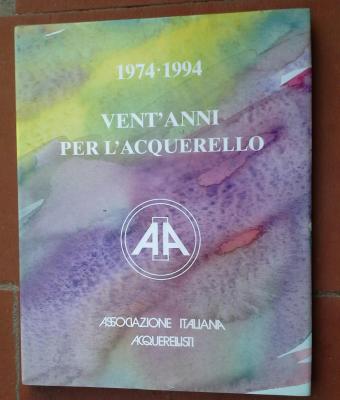 1974·1994
VENT'ANNI
PER L'ACQUERELLO
AIA
ASSOCIAZIONE ITALIANA
ACQUERELLISTI